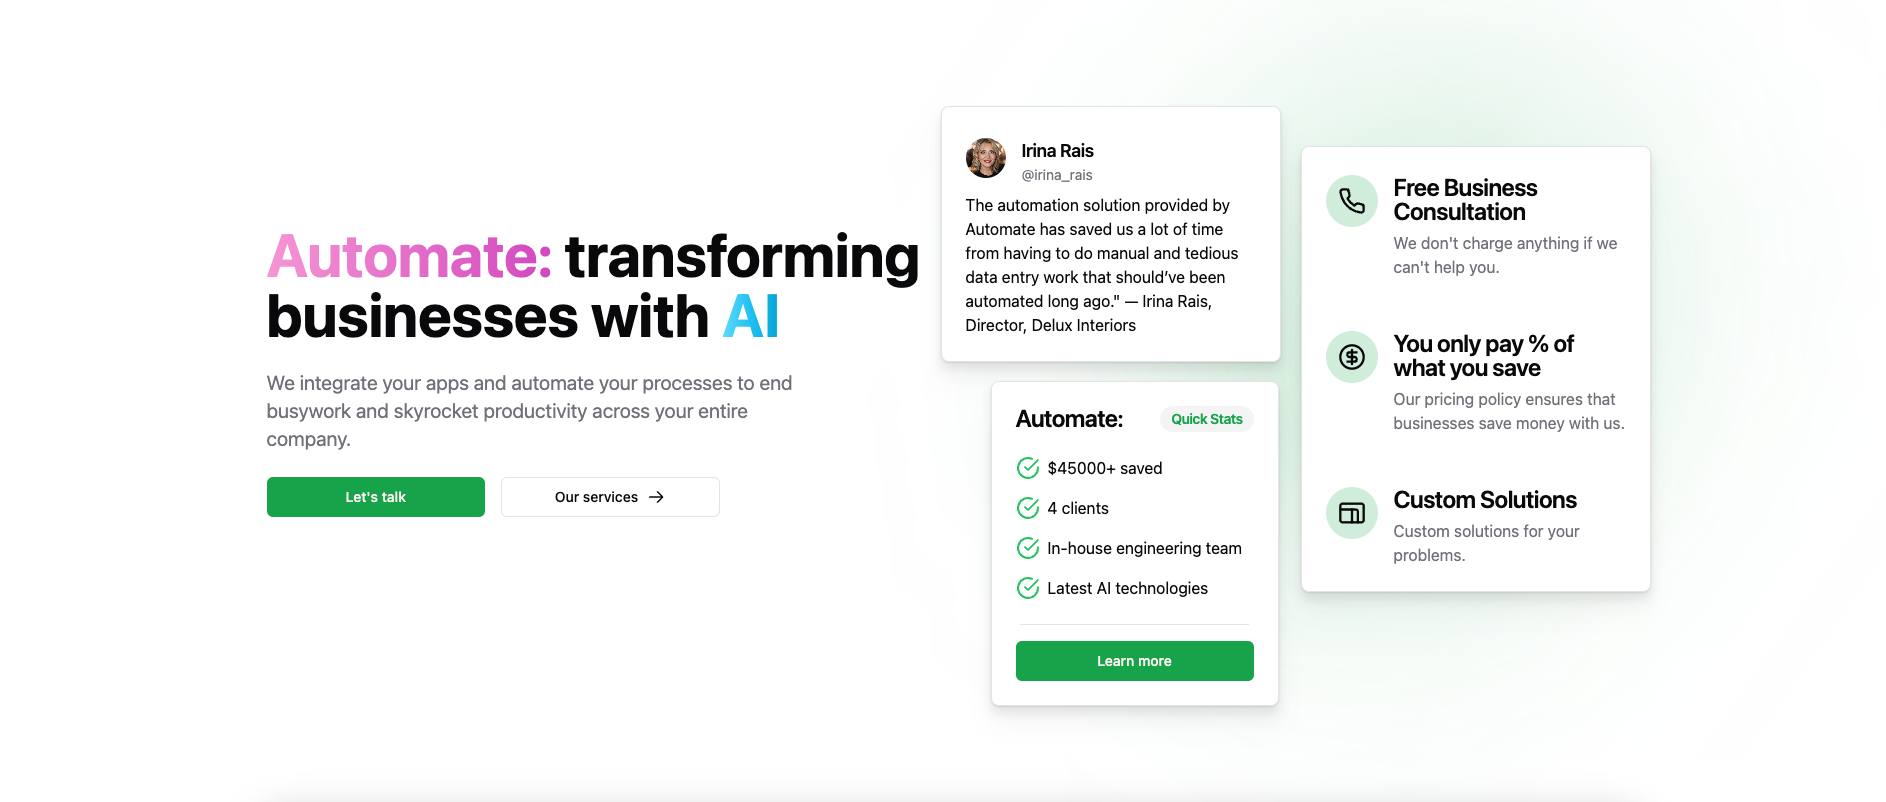 Automate: transforming
businesses with AI
We integrate your apps and automate your processes to end
busywork and skyrocket productivity across your entire
company.
Let's talk
Our services
Irina Rais
@irina_rais
The automation solution provided by
Automate has saved us a lot of time
from having to do manual and tedious
data entry work that should’ve been
automated long ago." — Irina Rais,
Director, Delux Interiors
Automate:
Quick Stats
$45000+ saved
4 clients
In-house engineering team
Latest AI technologies
Learn more
Free Business
Consultation
We don't charge anything if we
can't help you.
You only pay % of
what you save
Our pricing policy ensures that
businesses save money with us.
Custom Solutions
Custom solutions for your
problems.